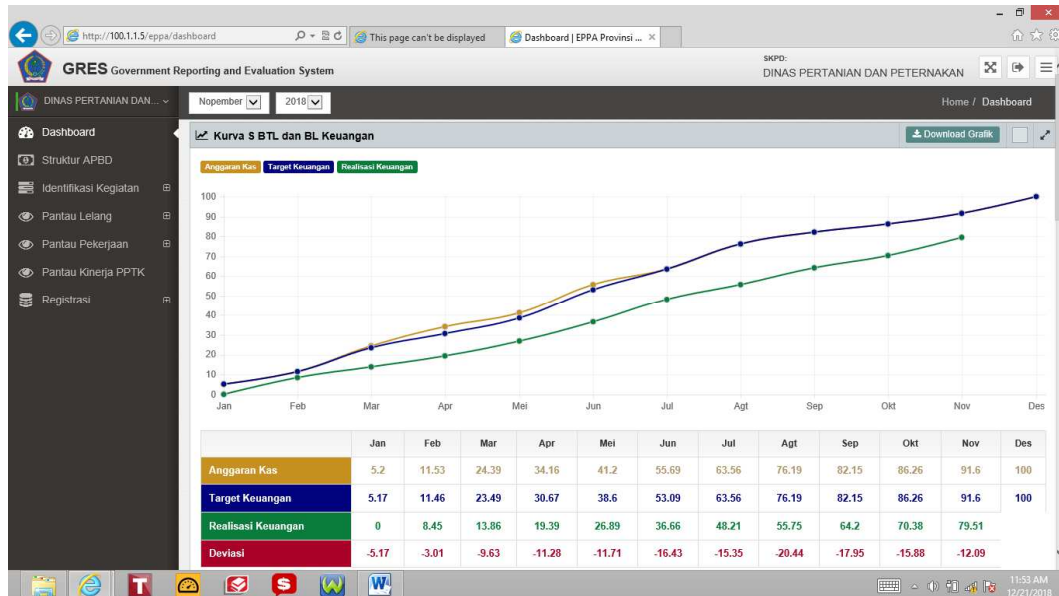 http://100.1.1.5/eppa/dashboard
This page can't be displayed
Dashboard | EPPA Provinsi ...
GRES Government Reporting and Evaluation System
SKPD:
DINAS PERTANIAN DAN PETERNAKAN
DINAS PERTANIAN DAN...
Nopember 2018
Home / Dashboard
Dashboard
Struktur APBD
Identifikasi Kegiatan
Pantau Lelang
Pantau Pekerjaan
Pantau Kinerja PPTK
Registrasi
Kurva S BTL dan BL Keuangan
Download Grafik
Anggaran Kas Target Keuangan Realisasi Keuangan
100
90
80
70
60
50
40
30
20
10
0
Jan Feb Mar Apr Mei Jun Jul Agt Sep Okt Nov Des
Jan Feb Mar Apr Mei Jun Jul Agt Sep Okt Nov Des
Anggaran Kas 5.2 11.53 24.39 34.16 41.2 55.69 63.56 76.19 82.15 86.26 91.6 100
Target Keuangan 5.17 11.46 23.49 30.67 38.6 53.09 63.56 76.19 82.15 86.26 91.6 100
Realisasi Keuangan 0 8.45 13.86 19.39 26.89 36.66 48.21 55.75 64.2 70.38 79.51
Deviasi -5.17 -3.01 -9.63 -11.28 -11.71 -16.43 -15.35 -20.44 -17.95 -15.88 -12.09
11:53 AM
12/21/2018